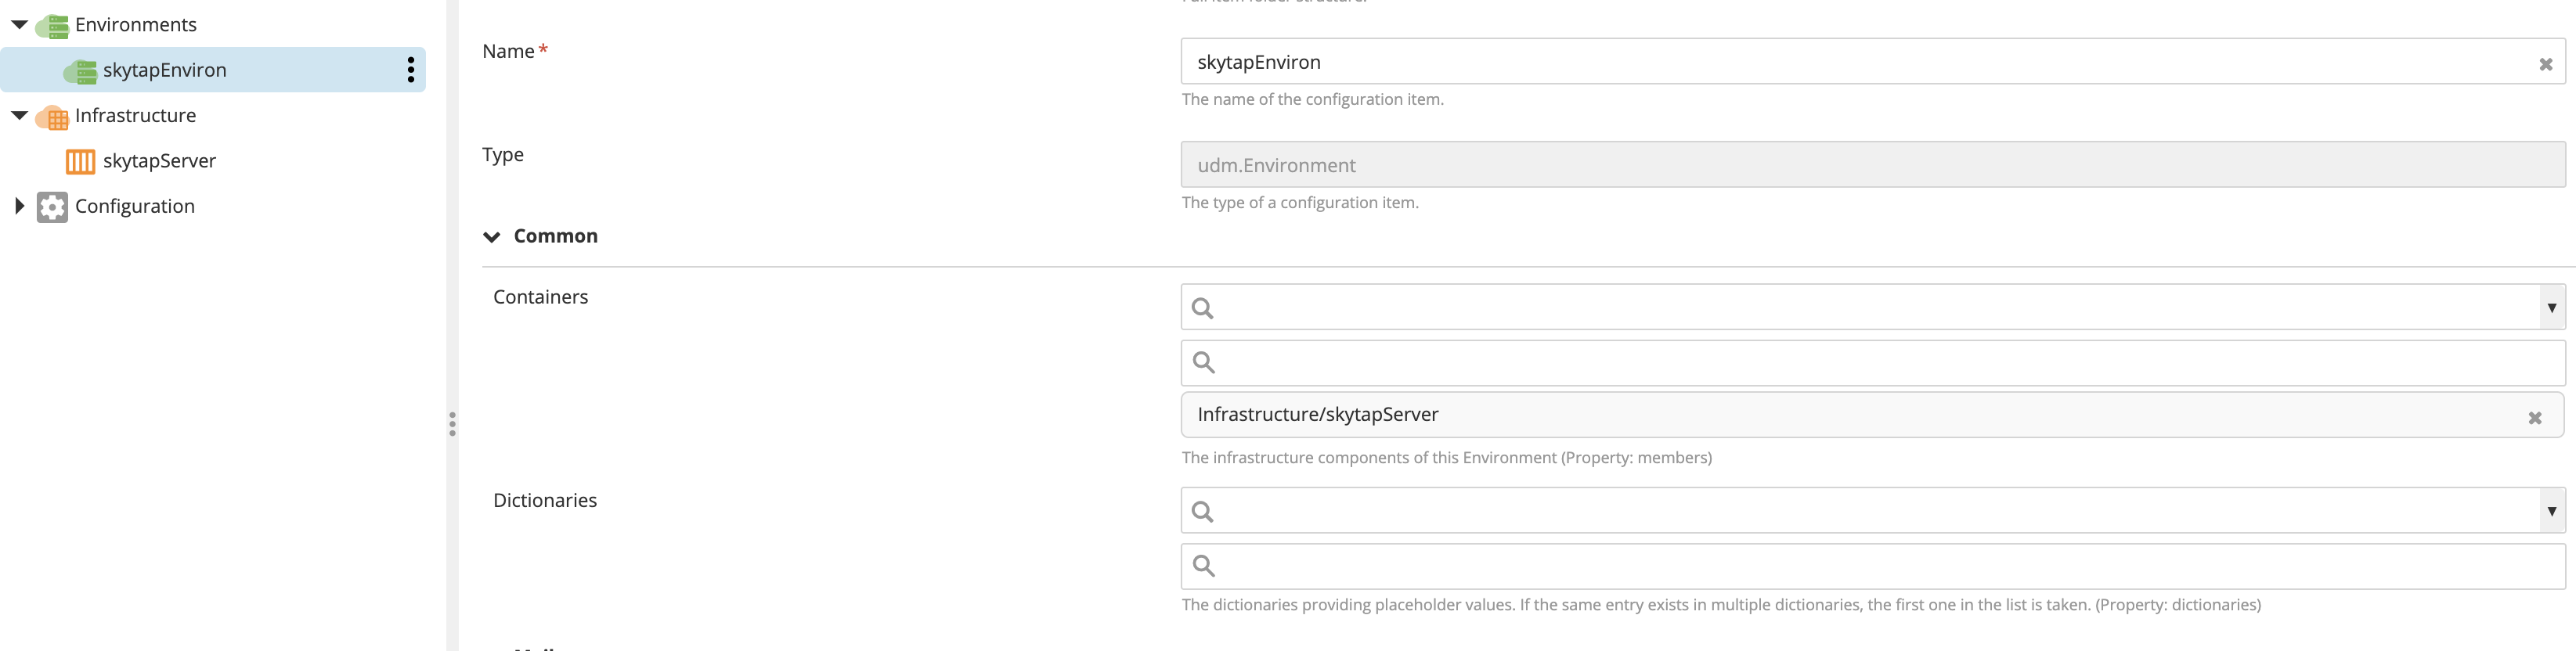 Environments
skytapEnviron
Infrastructure
skytapServer
Configuration
Name*
skytapEnviron
The name of the configuration item.
Type
udm.Environment
The type of a configuration item.
Common
Containers
Infrastructure/skytapServer
The infrastructure components of this Environment (Property: members)
Dictionaries
The dictionaries providing placeholder values. If the same entry exists in multiple dictionaries, the first one in the list is taken. (Property: dictionaries)